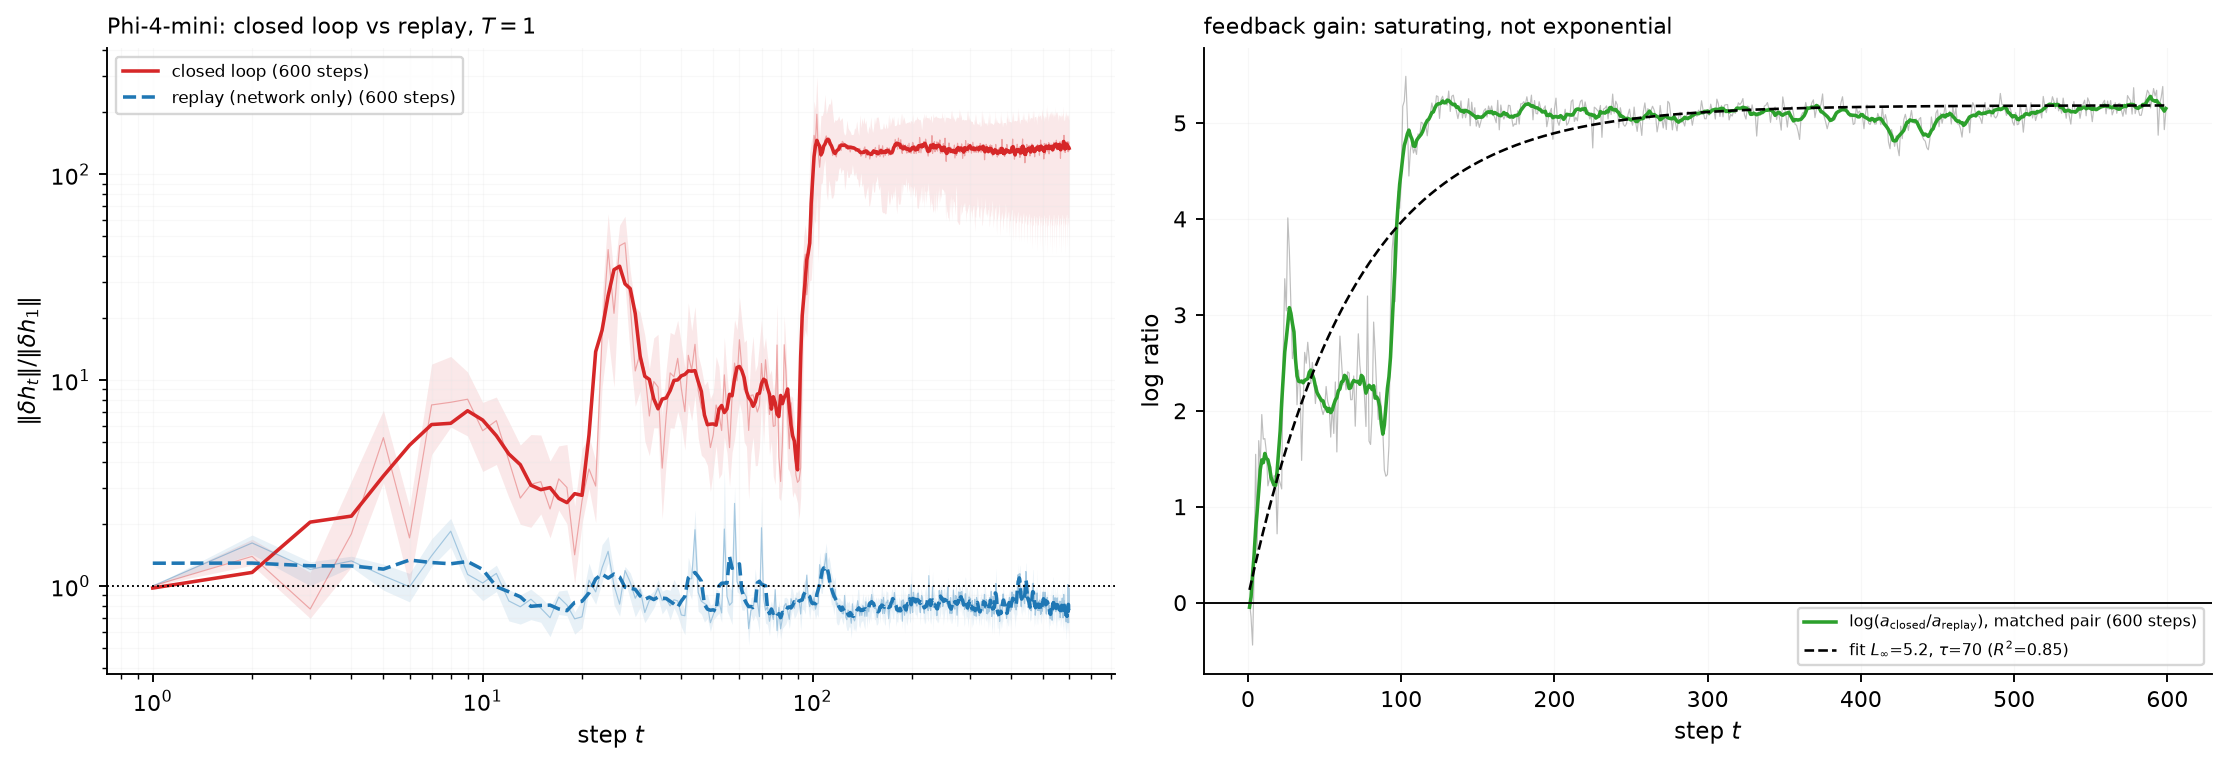 Phi-4-mini: closed loop vs replay, T = 1
closed loop (600 steps)
replay (network only) (600 steps)
‖δh_t‖/‖δh_1‖
10^2
10^1
10^0
10^0 10^1 10^2
step t
feedback gain: saturating, not exponential
log ratio
5
4
3
2
1
0
log(a_closed/a_replay), matched pair (600 steps)
fit L_∞=5.2, τ=70 (R^2=0.85)
0 100 200 300 400 500 600
step t